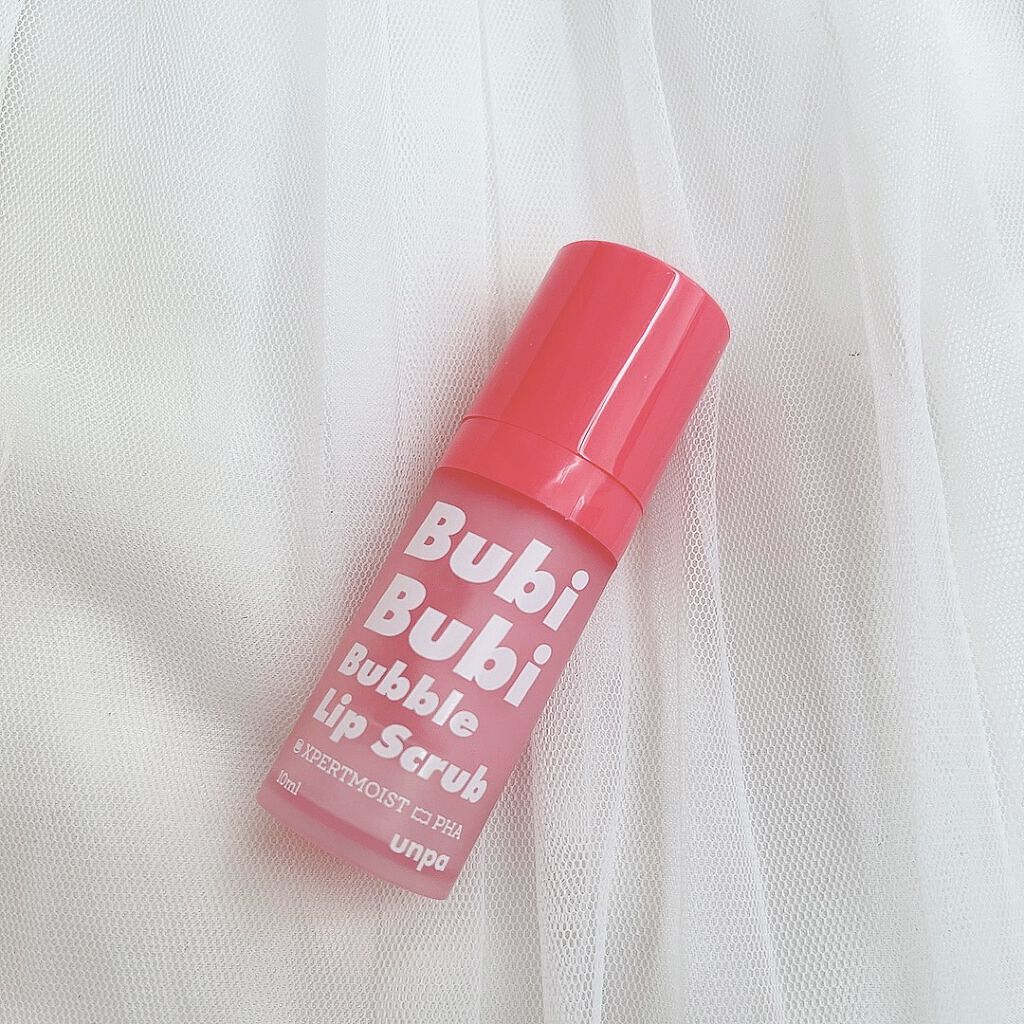 Bubi
Bubi
Bubble
Lip Scrub
XPERTMOIST PHA
10ml
unpa